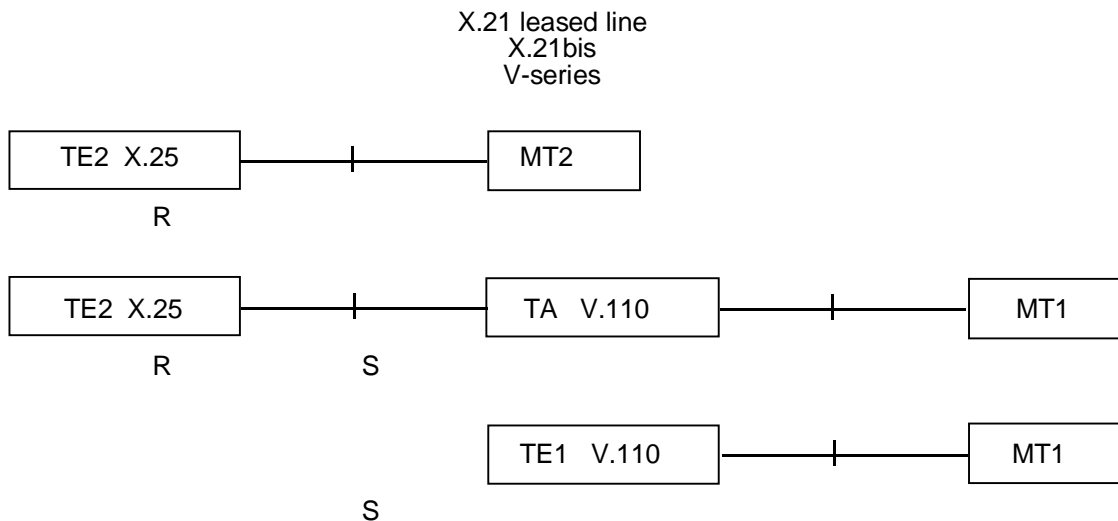 X.21 leased line
X.21bis
V-series
TE2 X.25
MT2
R
TE2 X.25
TA V.110
MT1
R
S
TE1 V.110
MT1
S